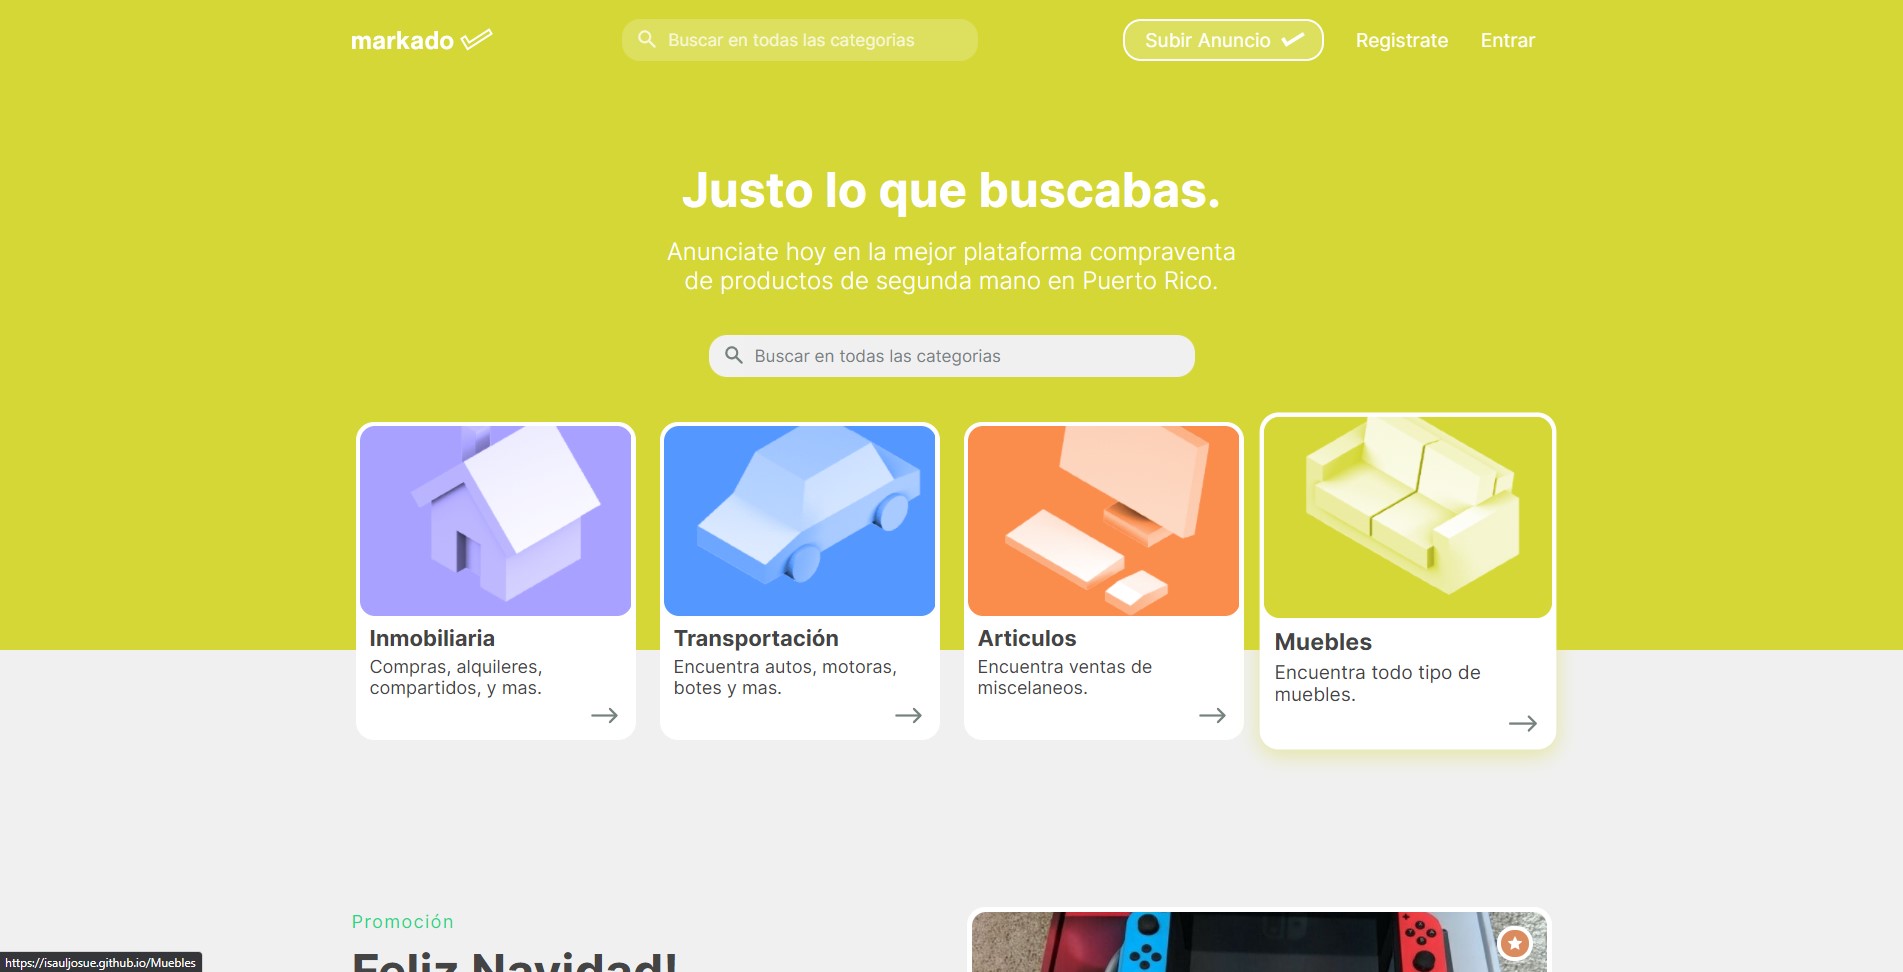 markado
Buscar en todas las categorias
Subir Anuncio
Registrate
Entrar
Justo lo que buscabas.
Anunciate hoy en la mejor plataforma compraventa
de productos de segunda mano en Puerto Rico.
Buscar en todas las categorias
Inmobiliaria
Compras, alquileres,
compartidos, y mas.
Transportación
Encuentra autos, motoras,
botes y mas.
Articulos
Encuentra ventas de
miscelaneos.
Muebles
Encuentra todo tipo de
muebles.
Promoción
Feliz Navidad!
https://isauljosue.github.io/Muebles